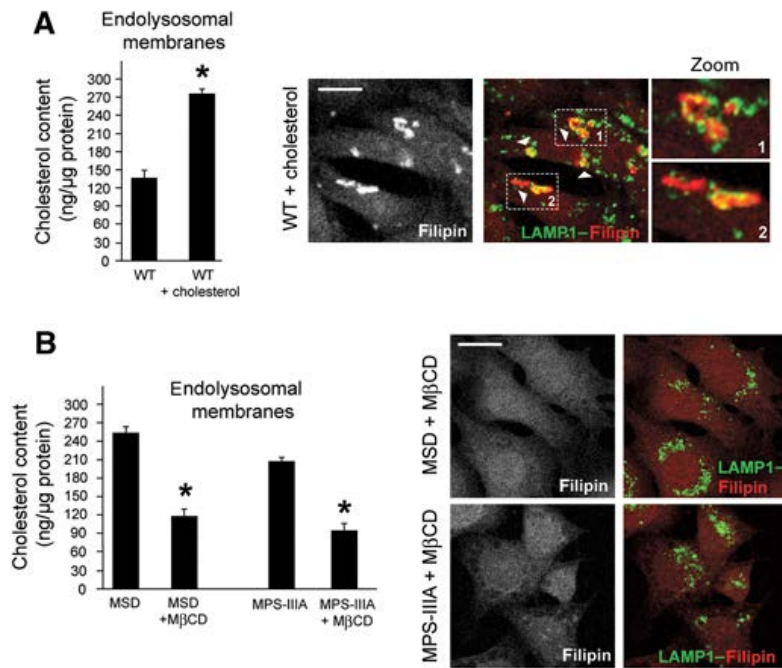 A
Endolysosomal
membranes
Cholesterol content
(ng/µg protein)
300
270
240
210
180
150
120
90
60
30
0
*
WT
WT
+ cholesterol
WT + cholesterol
Filipin
1
2
LAMP1–Filipin
Zoom
1
2
B
Endolysosomal
membranes
Cholesterol content
(ng/µg protein)
300
270
240
210
180
150
120
90
60
30
0
*
*
MSD
MSD
+MβCD
MPS-IIIA
MPS-IIIA
+ MβCD
MSD + MβCD
Filipin
LAMP1–
Filipin
MPS-IIIA + MβCD
Filipin
LAMP1–Filipin